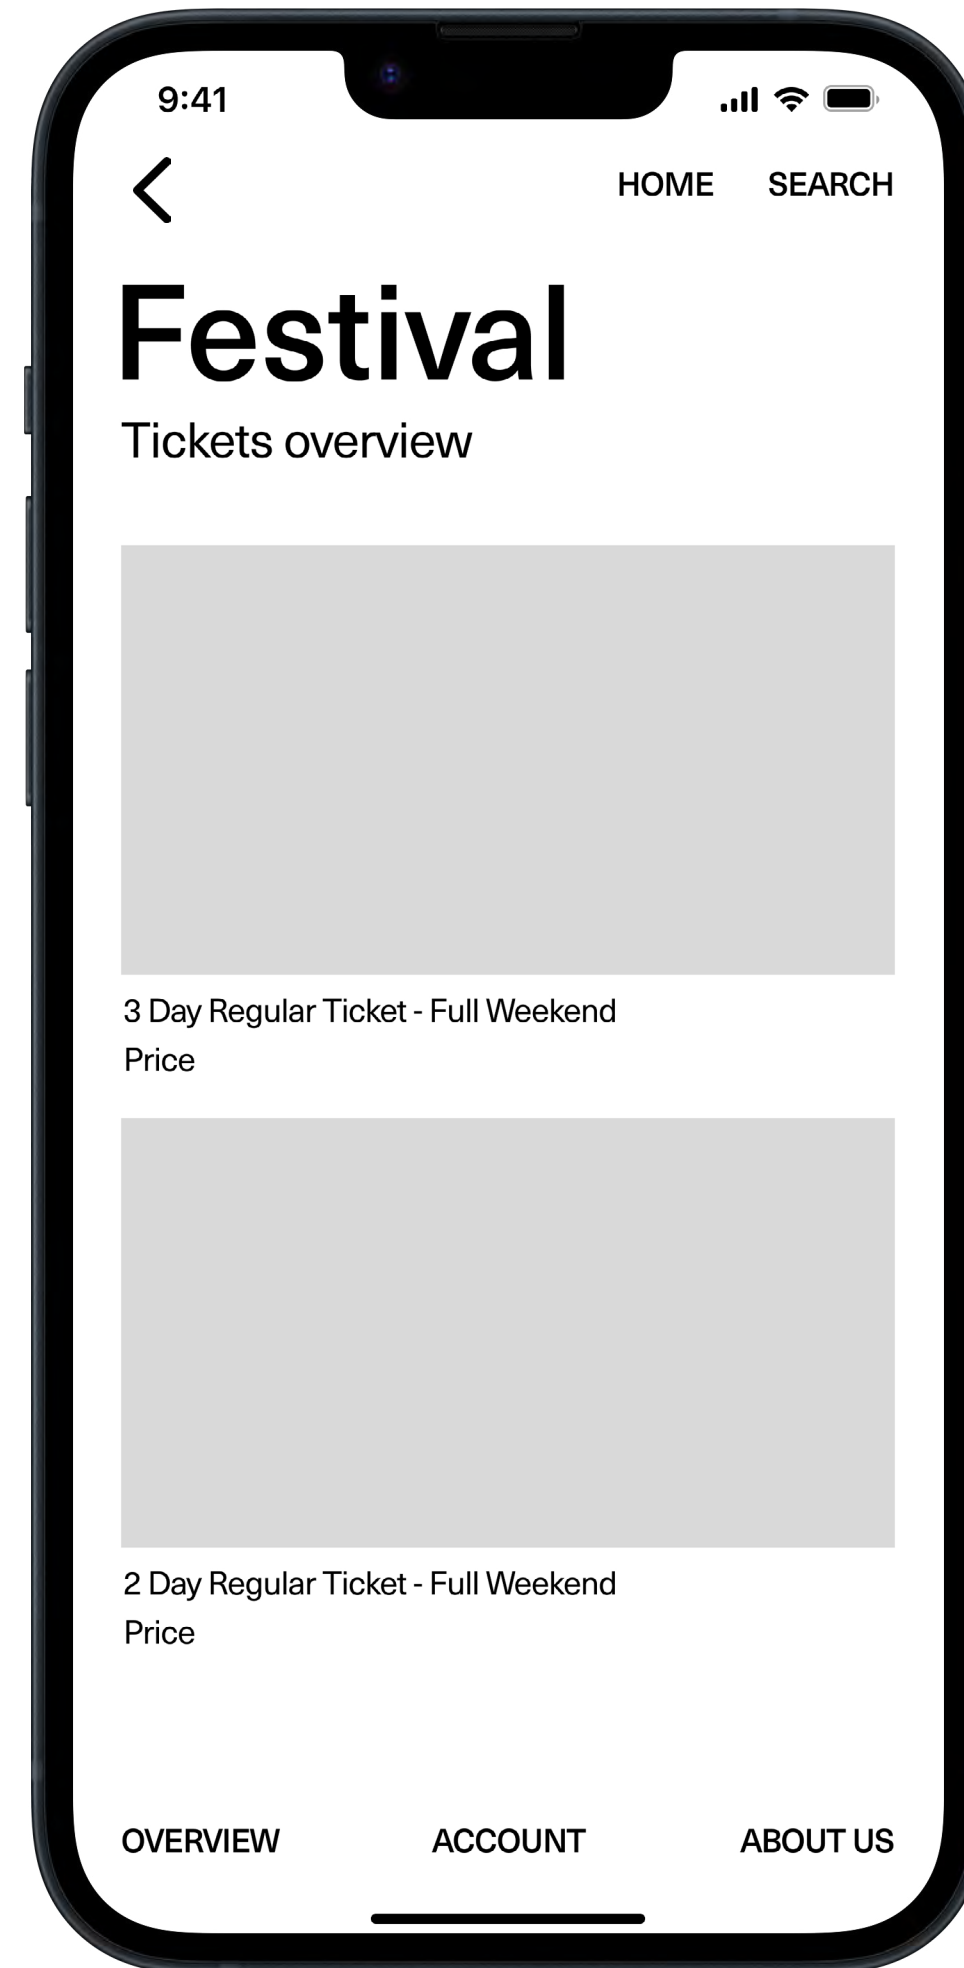 9:41
HOME SEARCH
Festival
Tickets overview
3 Day Regular Ticket - Full Weekend
Price
2 Day Regular Ticket - Full Weekend
Price
OVERVIEW ACCOUNT ABOUT US